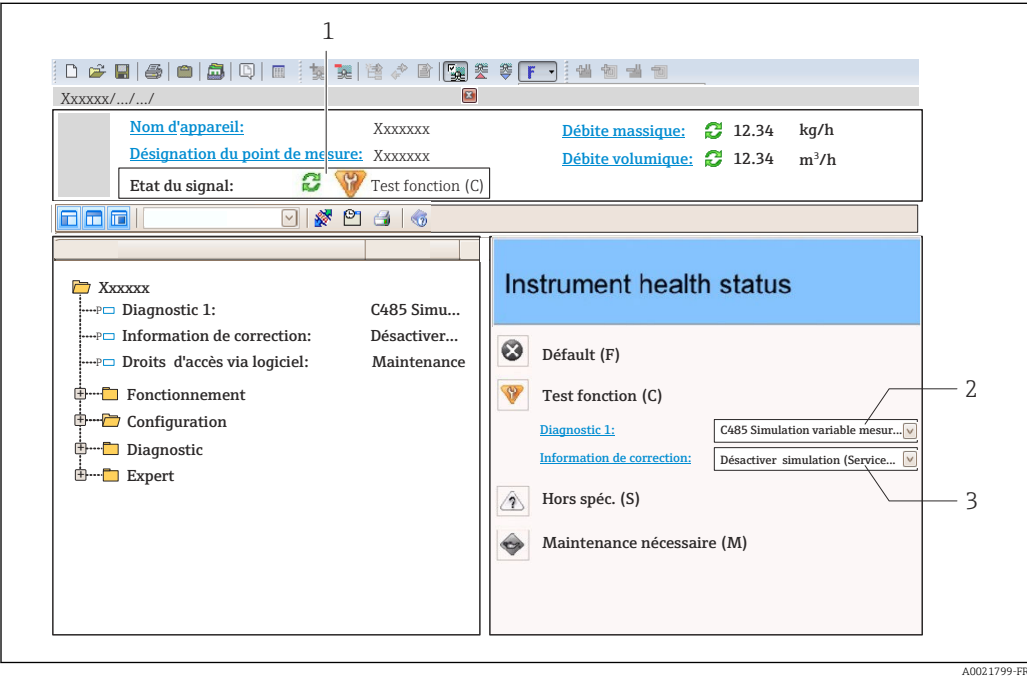 1
F
Xxxxxx/.../.../
Nom d'appareil: Xxxxxxx Débite massique: 12.34 kg/h
Désignation du point de mesure: Xxxxxxx Débite volumique: 12.34 m³/h
Etat du signal: Test fonction (C)
Xxxxxx
Diagnostic 1: C485 Simu...
Information de correction: Désactiver...
Droits d'accès via logiciel: Maintenance
Fonctionnement
Configuration
Diagnostic
Expert
Instrument health status
Défault (F)
Test fonction (C)
2
Diagnostic 1: C485 Simulation variable mesur...
Information de correction: Désactiver simulation (Service...
3
Hors spéc. (S)
Maintenance nécessaire (M)
A0021799-FR